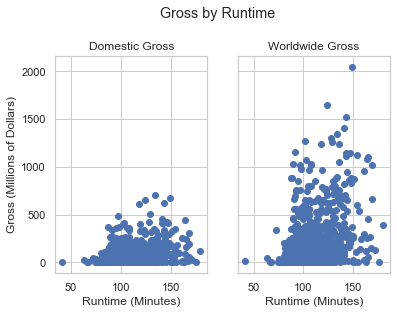 Gross by Runtime
Domestic Gross
Worldwide Gross
Gross (Millions of Dollars)
2000
1500
1000
500
0
50 100 150
50 100 150
Runtime (Minutes)
Runtime (Minutes)